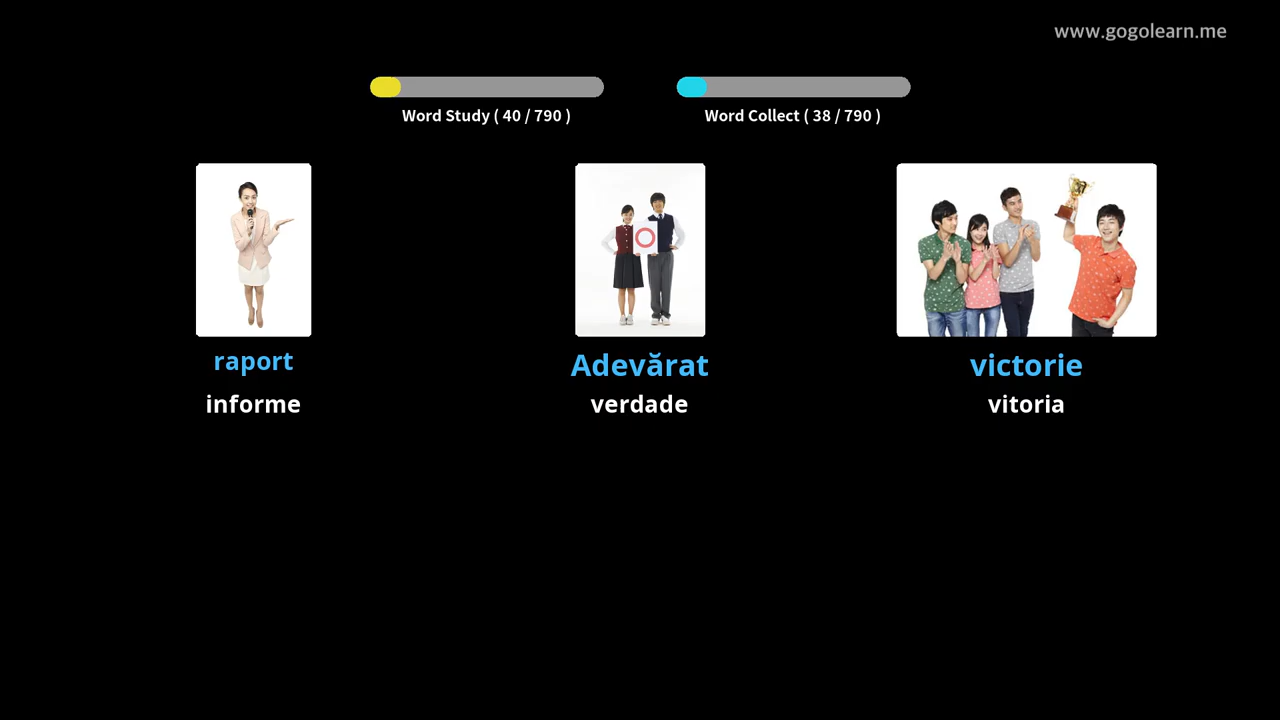 www.gogolearn.me
Word Study ( 40 / 790 )
Word Collect ( 38 / 790 )
raport
Adevărat
victorie
informe
verdade
vitoria